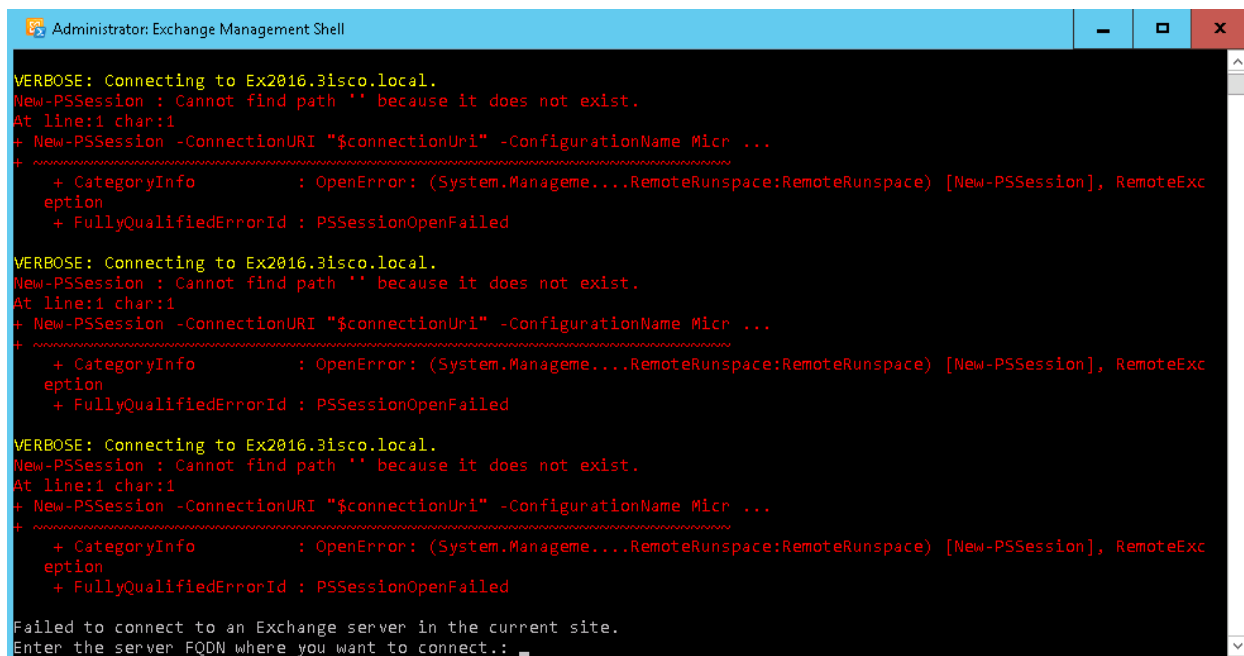 Administrator: Exchange Management Shell
VERBOSE: Connecting to Ex2016.3isco.local.
New-PSSession : Cannot find path '' because it does not exist.
At line:1 char:1
+ New-PSSession -ConnectionURI "$connectionUri" -ConfigurationName Micr ...
+ ~~~~~~~~~~~~~~~~~~~~~~~~~~~~~~~~~~~~~~~~~~~~~~~~~~~~~~~~~~~~~~~~~~~~~
+ CategoryInfo : OpenError: (System.Manageme....RemoteRunspace:RemoteRunspace) [New-PSSession], RemoteExc
eption
+ FullyQualifiedErrorId : PSSessionOpenFailed
VERBOSE: Connecting to Ex2016.3isco.local.
New-PSSession : Cannot find path '' because it does not exist.
At line:1 char:1
+ New-PSSession -ConnectionURI "$connectionUri" -ConfigurationName Micr ...
+ ~~~~~~~~~~~~~~~~~~~~~~~~~~~~~~~~~~~~~~~~~~~~~~~~~~~~~~~~~~~~~~~~~~~~~
+ CategoryInfo : OpenError: (System.Manageme....RemoteRunspace:RemoteRunspace) [New-PSSession], RemoteExc
eption
+ FullyQualifiedErrorId : PSSessionOpenFailed
VERBOSE: Connecting to Ex2016.3isco.local.
New-PSSession : Cannot find path '' because it does not exist.
At line:1 char:1
+ New-PSSession -ConnectionURI "$connectionUri" -ConfigurationName Micr ...
+ ~~~~~~~~~~~~~~~~~~~~~~~~~~~~~~~~~~~~~~~~~~~~~~~~~~~~~~~~~~~~~~~~~~~~~
+ CategoryInfo : OpenError: (System.Manageme....RemoteRunspace:RemoteRunspace) [New-PSSession], RemoteExc
eption
+ FullyQualifiedErrorId : PSSessionOpenFailed
Failed to connect to an Exchange server in the current site.
Enter the server FQDN where you want to connect.: _